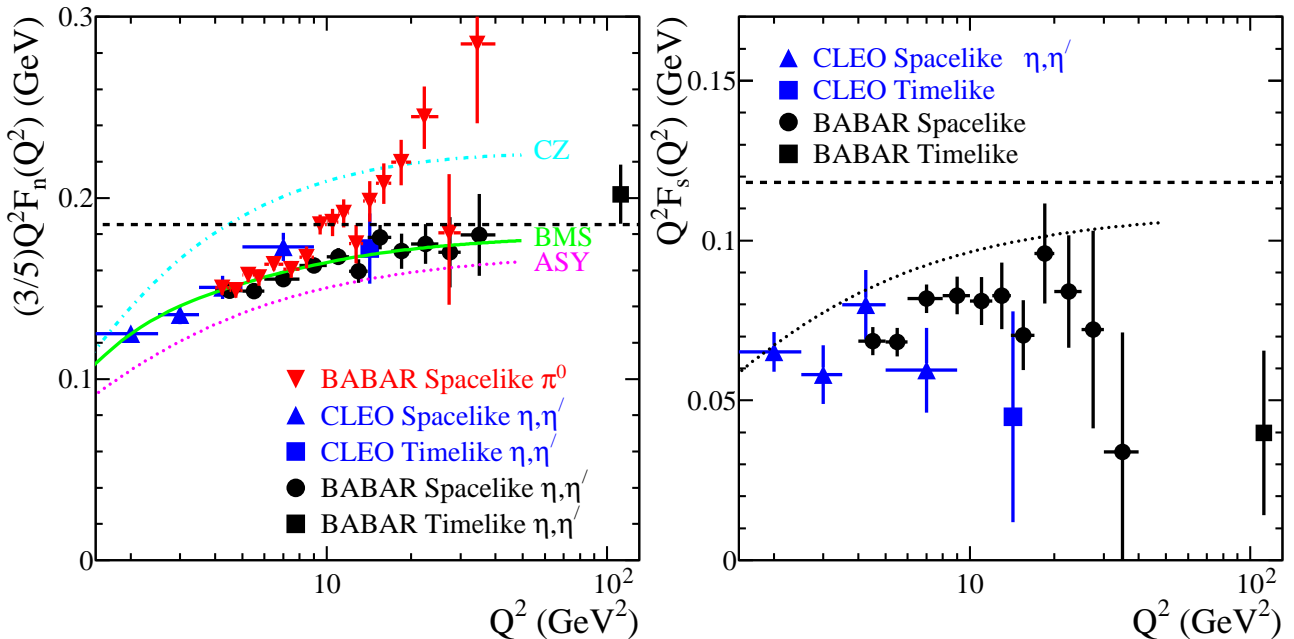 (3/5)Q²Fₙ(Q²) (GeV)
0.3
0.2
0.1
0
CZ
BMS
ASY
BABAR Spacelike π⁰
CLEO Spacelike η,η′
CLEO Timelike η,η′
BABAR Spacelike η,η′
BABAR Timelike η,η′
10
10²
Q² (GeV²)
Q²Fₛ(Q²) (GeV)
0.15
0.1
0.05
0
CLEO Spacelike η,η′
CLEO Timelike
BABAR Spacelike
BABAR Timelike
10
10²
Q² (GeV²)